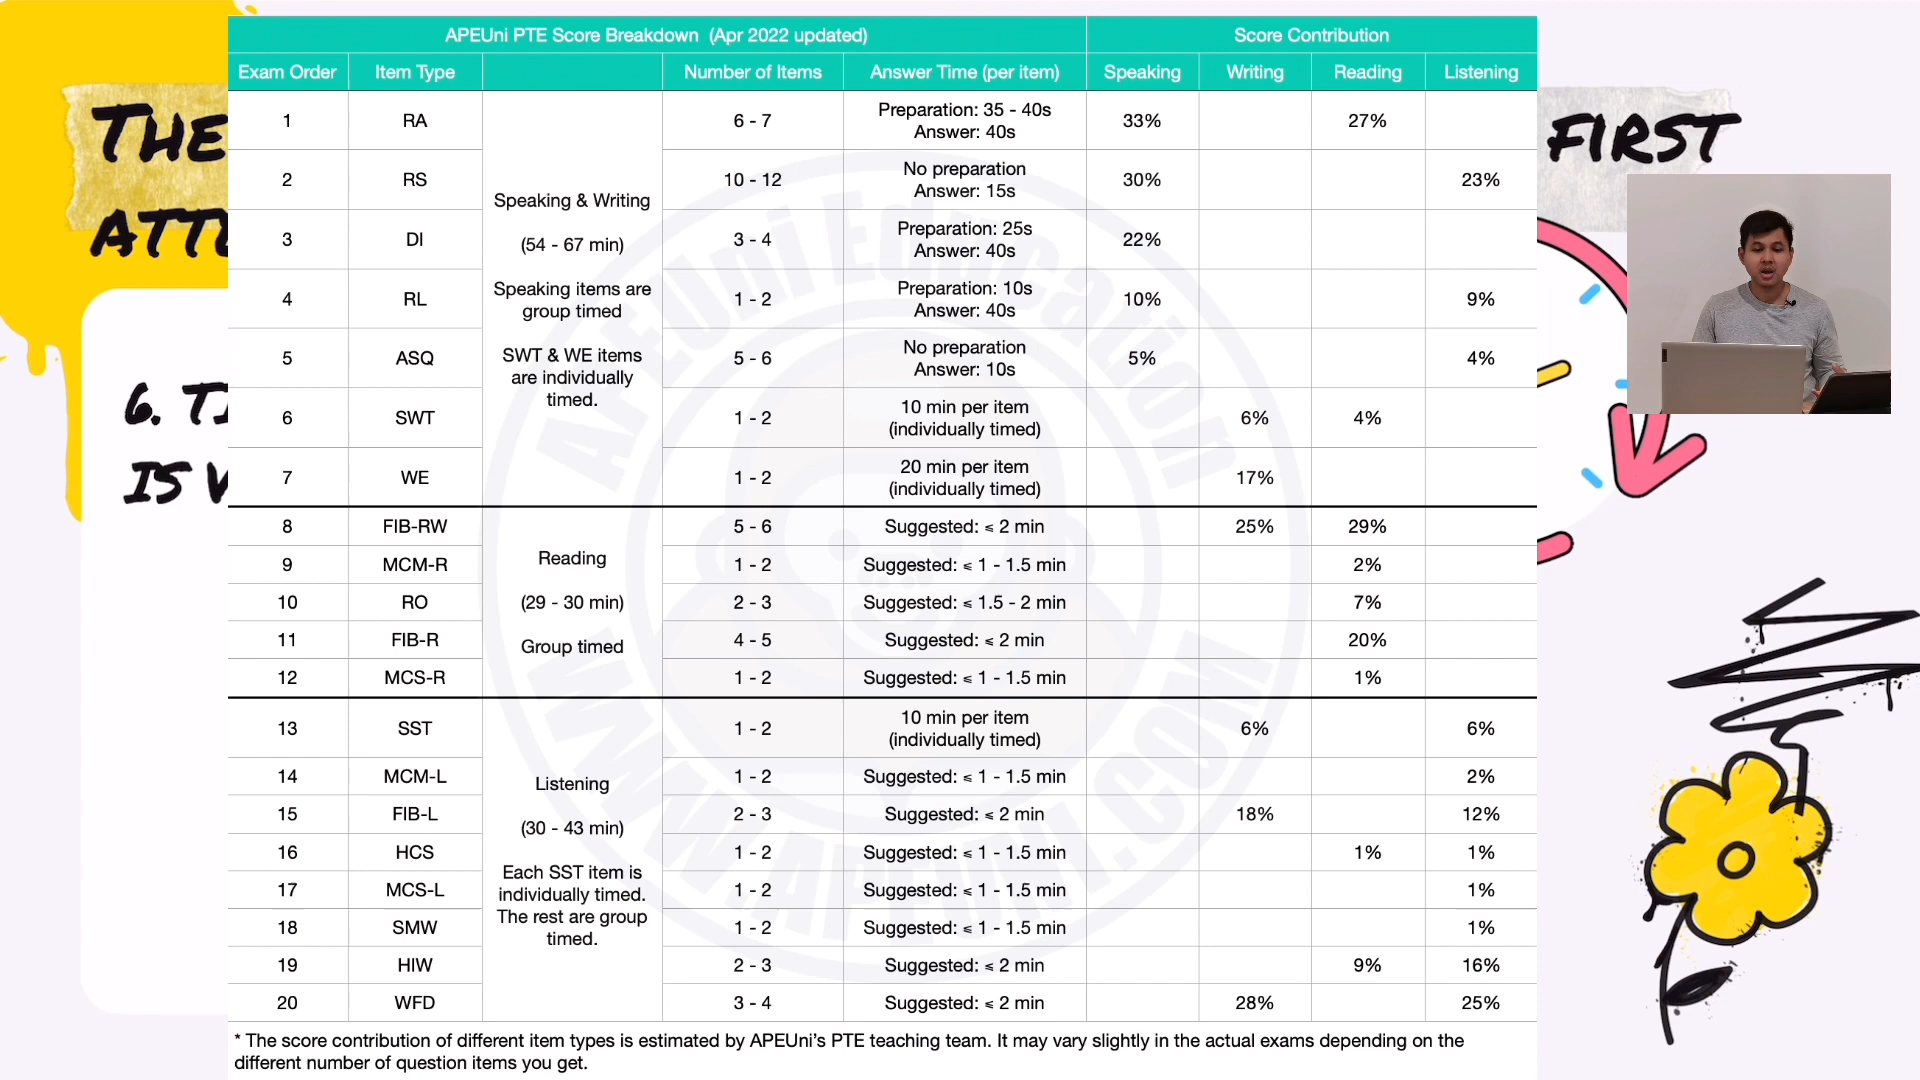 THE
FIRST
ATTE
6. TI
IS W
APEUni PTE Score Breakdown (Apr 2022 updated) Score Contribution
Exam Order Item Type Number of Items Answer Time (per item) Speaking Writing Reading Listening
1 RA 6 - 7 Preparation: 35 - 40s Answer: 40s 33% 27%
2 RS 10 - 12 No preparation Answer: 15s 30% 23%
3 DI 3 - 4 Preparation: 25s Answer: 40s 22%
4 RL 1 - 2 Preparation: 10s Answer: 40s 10% 9%
5 ASQ 5 - 6 No preparation Answer: 10s 5% 4%
6 SWT 1 - 2 10 min per item (individually timed) 6% 4%
7 WE 1 - 2 20 min per item (individually timed) 17%
Speaking & Writing
(54 - 67 min)
Speaking items are
group timed
SWT & WE items
are individually
timed.
8 FIB-RW 5 - 6 Suggested: ⩽ 2 min 25% 29%
9 MCM-R 1 - 2 Suggested: ⩽ 1 - 1.5 min 2%
10 RO 2 - 3 Suggested: ⩽ 1.5 - 2 min 7%
11 FIB-R 4 - 5 Suggested: ⩽ 2 min 20%
12 MCS-R 1 - 2 Suggested: ⩽ 1 - 1.5 min 1%
Reading
(29 - 30 min)
Group timed
13 SST 1 - 2 10 min per item (individually timed) 6% 6%
14 MCM-L 1 - 2 Suggested: ⩽ 1 - 1.5 min 2%
15 FIB-L 2 - 3 Suggested: ⩽ 2 min 18% 12%
16 HCS 1 - 2 Suggested: ⩽ 1 - 1.5 min 1% 1%
17 MCS-L 1 - 2 Suggested: ⩽ 1 - 1.5 min 1%
18 SMW 1 - 2 Suggested: ⩽ 1 - 1.5 min 1%
19 HIW 2 - 3 Suggested: ⩽ 2 min 9% 16%
20 WFD 3 - 4 Suggested: ⩽ 2 min 28% 25%
Listening
(30 - 43 min)
Each SST item is
individually timed.
The rest are group
timed.
* The score contribution of different item types is estimated by APEUni’s PTE teaching team. It may vary slightly in the actual exams depending on the
different number of question items you get.
APEUni Education
WWW.APEUNI.COM